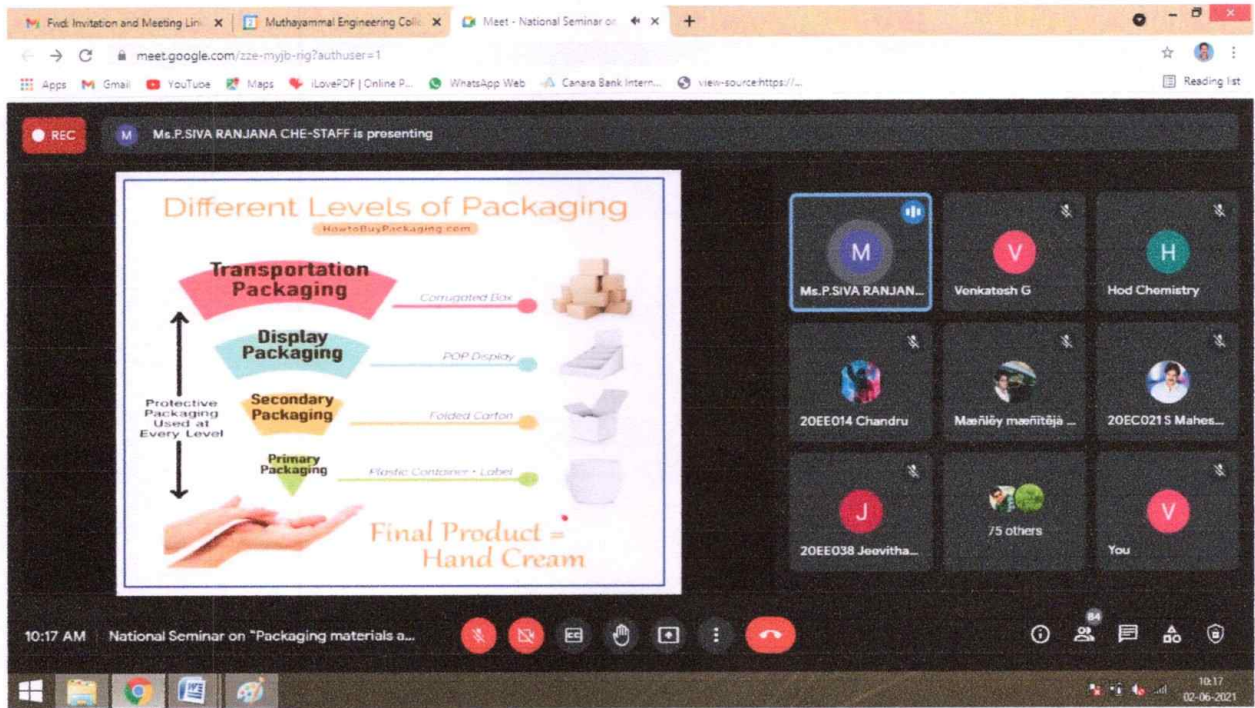 Fwd: Invitation and Meeting Lin
Muthayammal Engineering Colle
Meet - National Seminar on
meet.google.com/zze-myjb-rig?authuser=1
Apps
Gmail
YouTube
Maps
iLovePDF | Online P...
WhatsApp Web
Canara Bank Intern...
view-source:https://...
Reading list
REC
M
Ms.P.SIVA RANJANA CHE-STAFF is presenting
Different Levels of Packaging
HowtoBuyPackaging.com
Transportation
Packaging
Corrugated Box
Display
Packaging
POP Display
Secondary
Packaging
Folded Carton
Primary
Packaging
Plastic Container + Label
Protective
Packaging
Used at
Every Level
Final Product =
Hand Cream
M
Ms.P.SIVA RANJAN...
V
Venkatesh G
H
Hod Chemistry
20EE014 Chandru
Mæñlëy mæñïtêjà ...
20EC021 S Mahes...
J
20EE038 Jeevitha...
75 others
V
You
10:17 AM
National Seminar on "Packaging materials a...
CC
84
10:17
02-06-2021